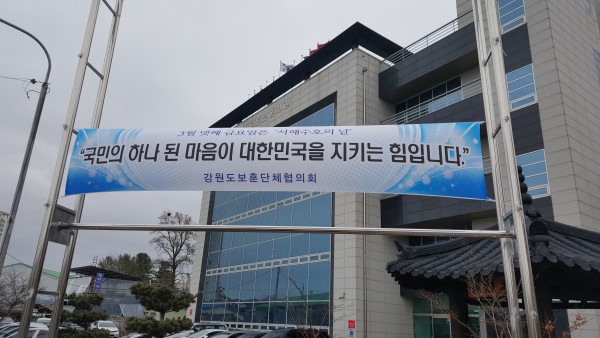 3월 넷째 금요일은 '서해수호의 날'
"국민의 하나 된 마음이 대한민국을 지키는 힘입니다."
강원도보훈단체협의회